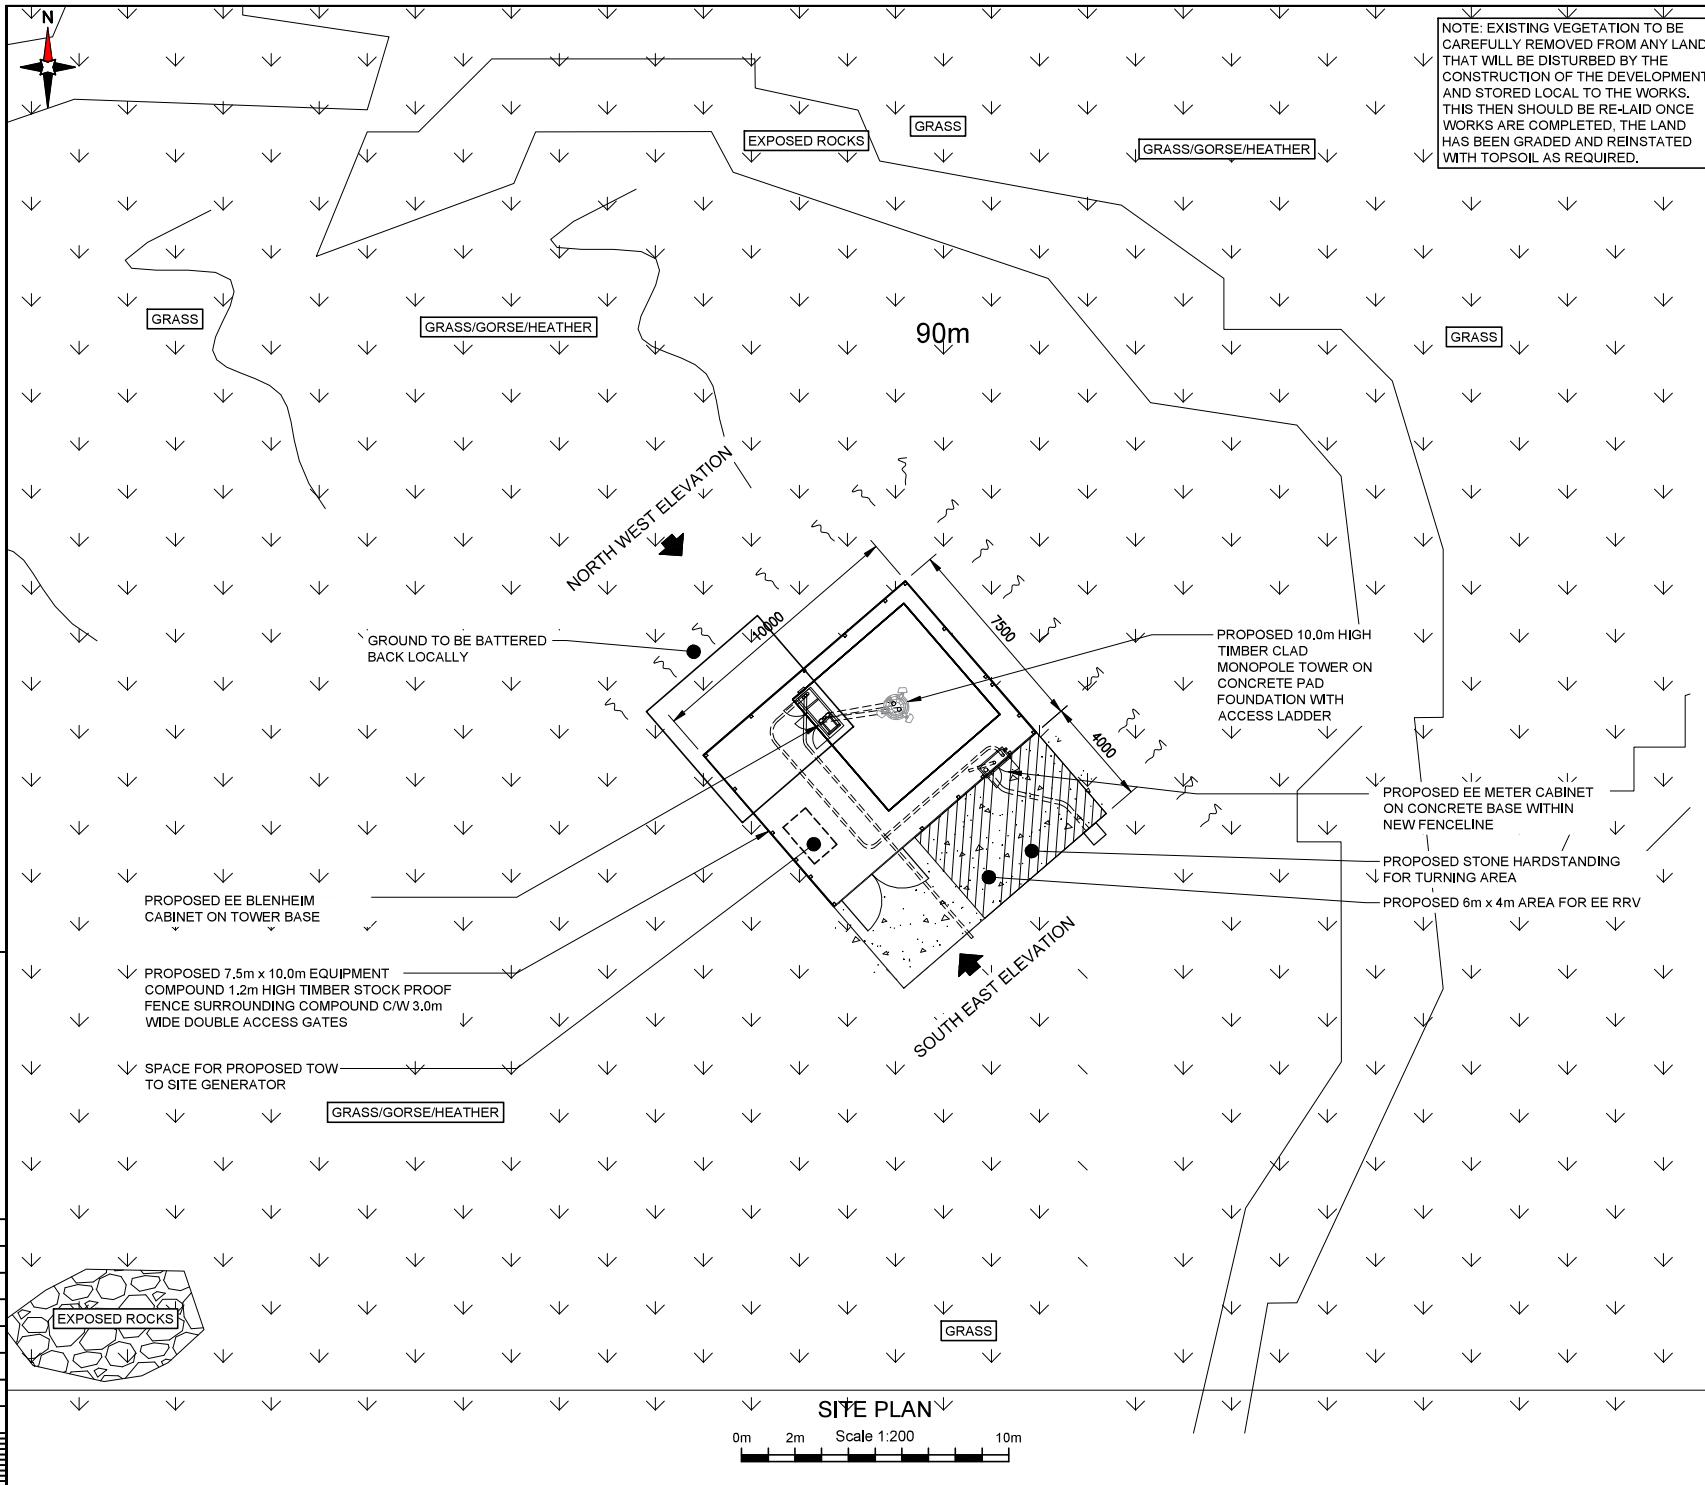 N
NOTE: EXISTING VEGETATION TO BE
CAREFULLY REMOVED FROM ANY LAND
THAT WILL BE DISTURBED BY THE
CONSTRUCTION OF THE DEVELOPMENT
AND STORED LOCAL TO THE WORKS.
THIS THEN SHOULD BE RE-LAID ONCE
WORKS ARE COMPLETED, THE LAND
HAS BEEN GRADED AND REINSTATED
WITH TOPSOIL AS REQUIRED.
GRASS
EXPOSED ROCKS
GRASS/GORSE/HEATHER
GRASS
GRASS/GORSE/HEATHER
90m
GRASS
NORTH WEST ELEVATION
10000
7500
4000
GROUND TO BE BATTERED
BACK LOCALLY
PROPOSED 10.0m HIGH
TIMBER CLAD
MONOPOLE TOWER ON
CONCRETE PAD
FOUNDATION WITH
ACCESS LADDER
PROPOSED EE METER CABINET
ON CONCRETE BASE WITHIN
NEW FENCELINE
PROPOSED STONE HARDSTANDING
FOR TURNING AREA
PROPOSED 6m x 4m AREA FOR EE RRV
PROPOSED EE BLENHEIM
CABINET ON TOWER BASE
PROPOSED 7.5m x 10.0m EQUIPMENT
COMPOUND 1.2m HIGH TIMBER STOCK PROOF
FENCE SURROUNDING COMPOUND C/W 3.0m
WIDE DOUBLE ACCESS GATES
SOUTH EAST ELEVATION
SPACE FOR PROPOSED TOW
TO SITE GENERATOR
GRASS/GORSE/HEATHER
EXPOSED ROCKS
GRASS
SITE PLAN
0m 2m Scale 1:200 10m